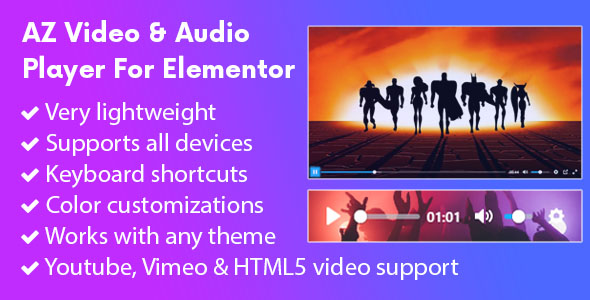 AZ Video & Audio
Player For Elementor
Very lightweight
Supports all devices
Keyboard shortcuts
Color customizations
Works with any theme
Youtube, Vimeo & HTML5 video support
01:01